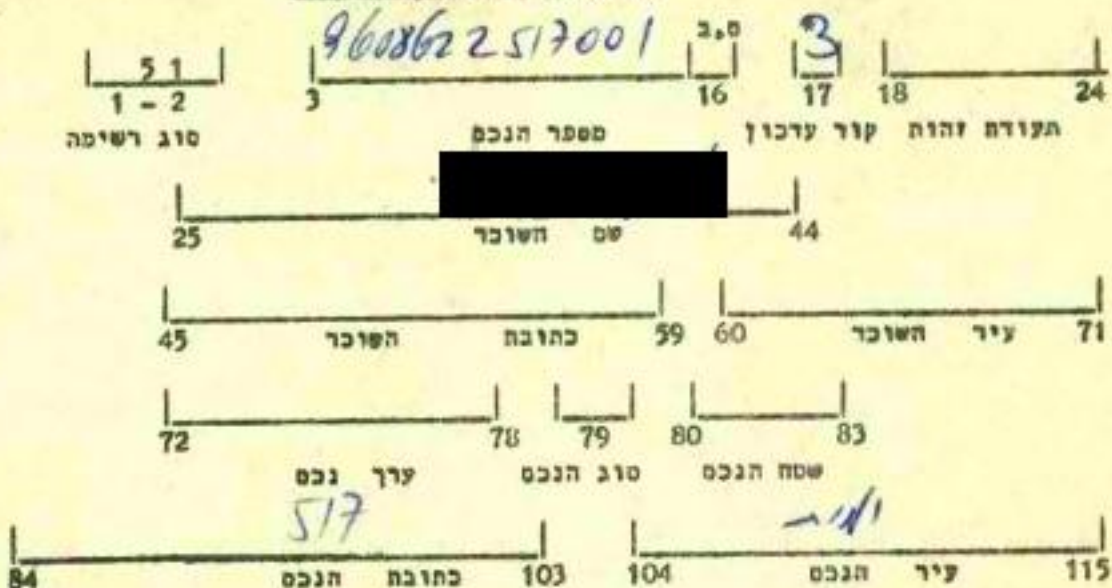 51 9608622517001 ס.ב 3
1 - 2 3 16 17 18 24
סוג רשימה מספר הנכס קוד עדכון תעודת זהות
25 44
שם השוכר
45 59 60 71
כתובת השוכר עיר השוכר
72 78 79 80 83
ערך נכס סוג הנכס שטח הנכס
517 ימית
84 103 104 115
כתובת הנכס עיר הנכס